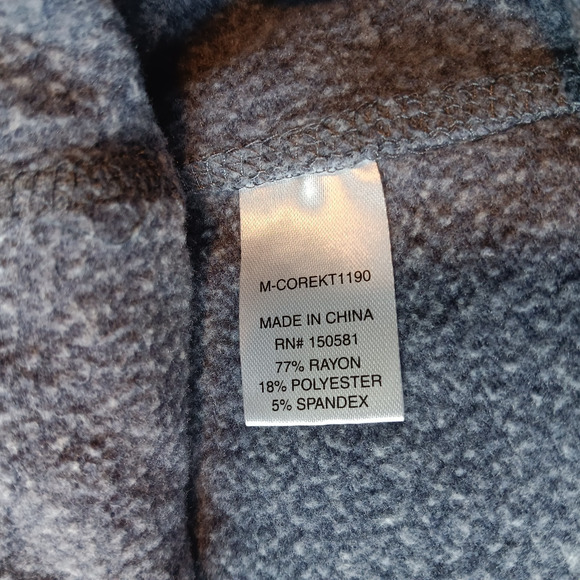 M-COREKT1190
MADE IN CHINA
RN# 150581
77% RAYON
18% POLYESTER
5% SPANDEX